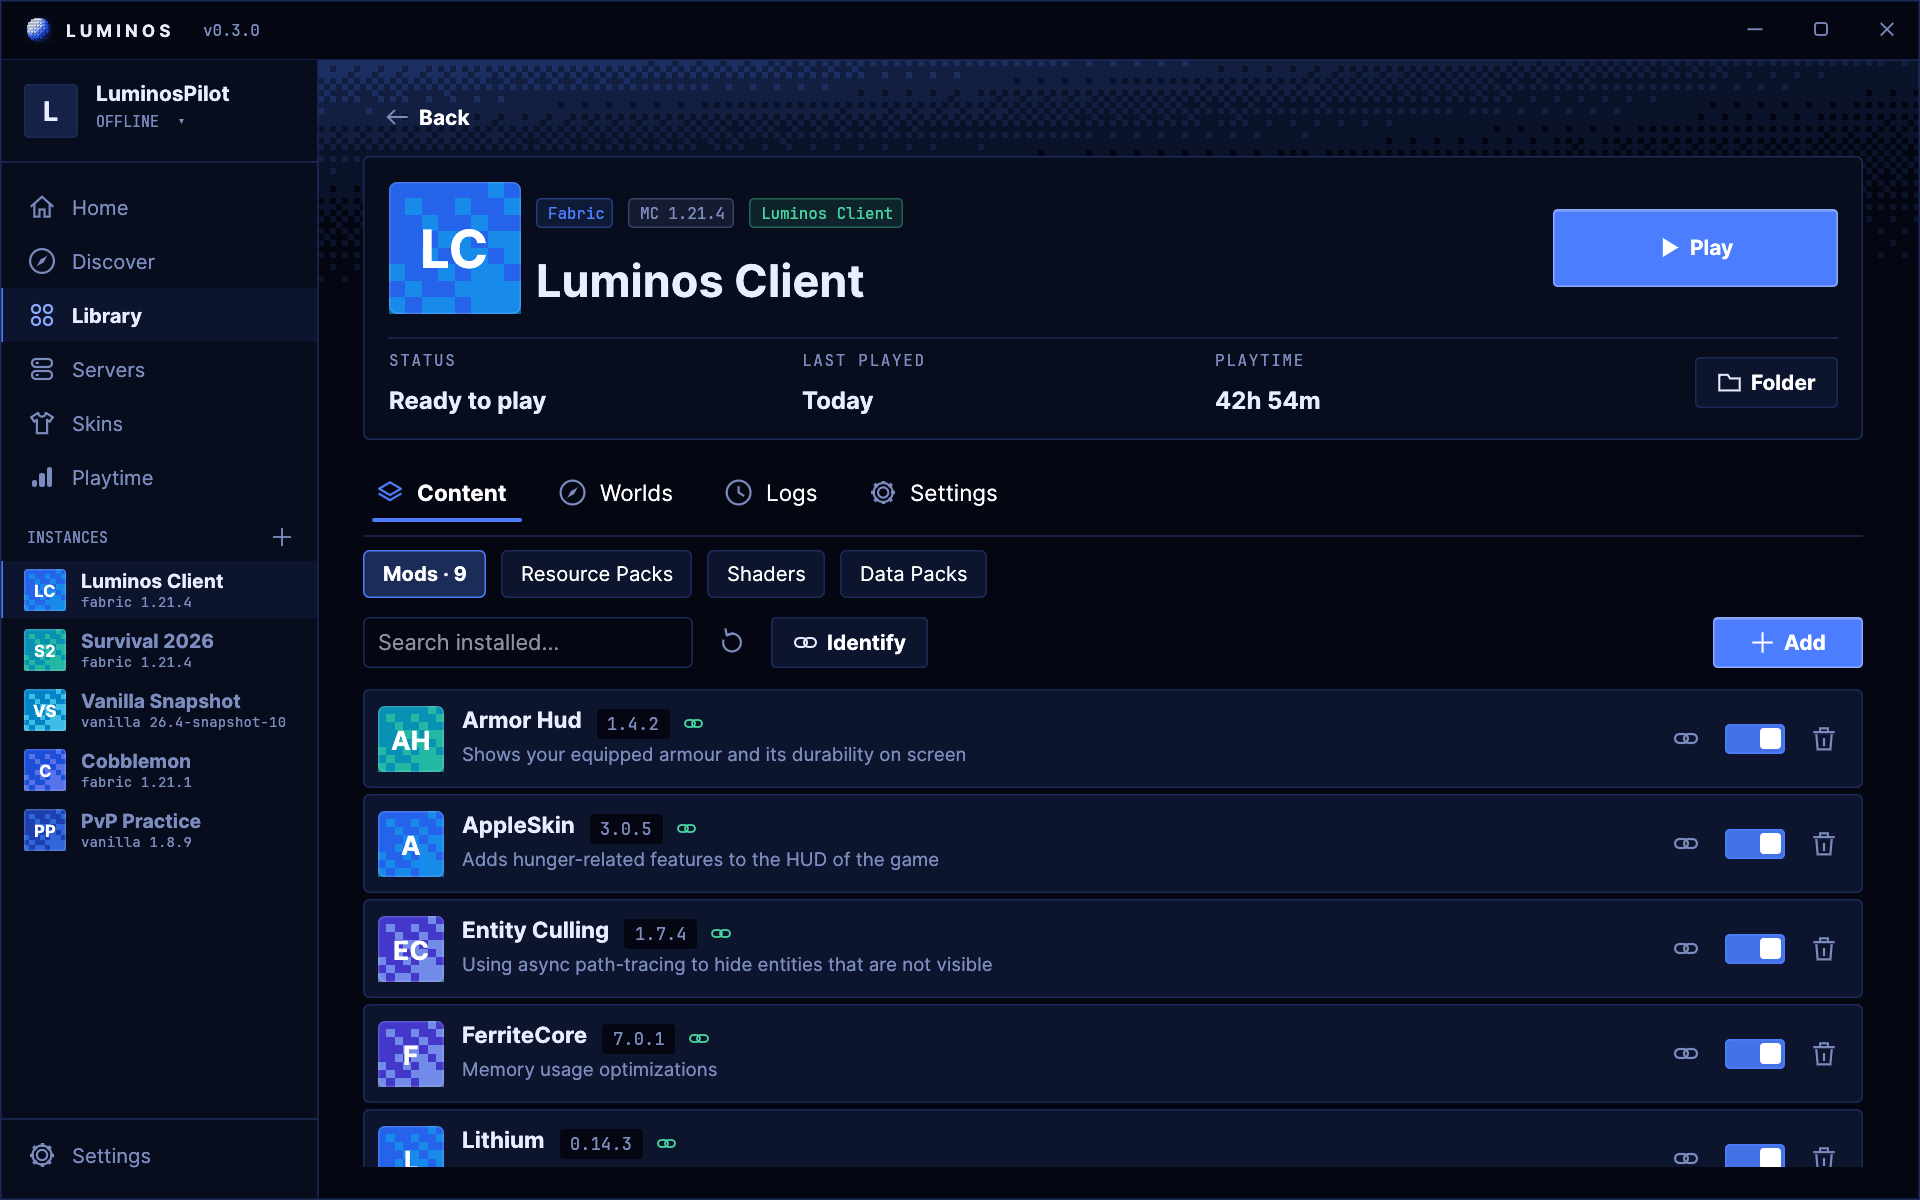 LUMINOS v0.3.0
L
LuminosPilot
OFFLINE
Home
Discover
Library
Servers
Skins
Playtime
INSTANCES
LC
Luminos Client
fabric 1.21.4
S2
Survival 2026
fabric 1.21.4
VS
Vanilla Snapshot
vanilla 26.4-snapshot-10
C
Cobblemon
fabric 1.21.1
PP
PvP Practice
vanilla 1.8.9
Settings
Back
LC
Fabric MC 1.21.4 Luminos Client
Luminos Client
Play
STATUS LAST PLAYED PLAYTIME
Ready to play Today 42h 54m
Folder
Content Worlds Logs Settings
Mods · 9 Resource Packs Shaders Data Packs
Search installed... Identify Add
AH
Armor Hud 1.4.2
Shows your equipped armour and its durability on screen
A
AppleSkin 3.0.5
Adds hunger-related features to the HUD of the game
EC
Entity Culling 1.7.4
Using async path-tracing to hide entities that are not visible
F
FerriteCore 7.0.1
Memory usage optimizations
L
Lithium 0.14.3